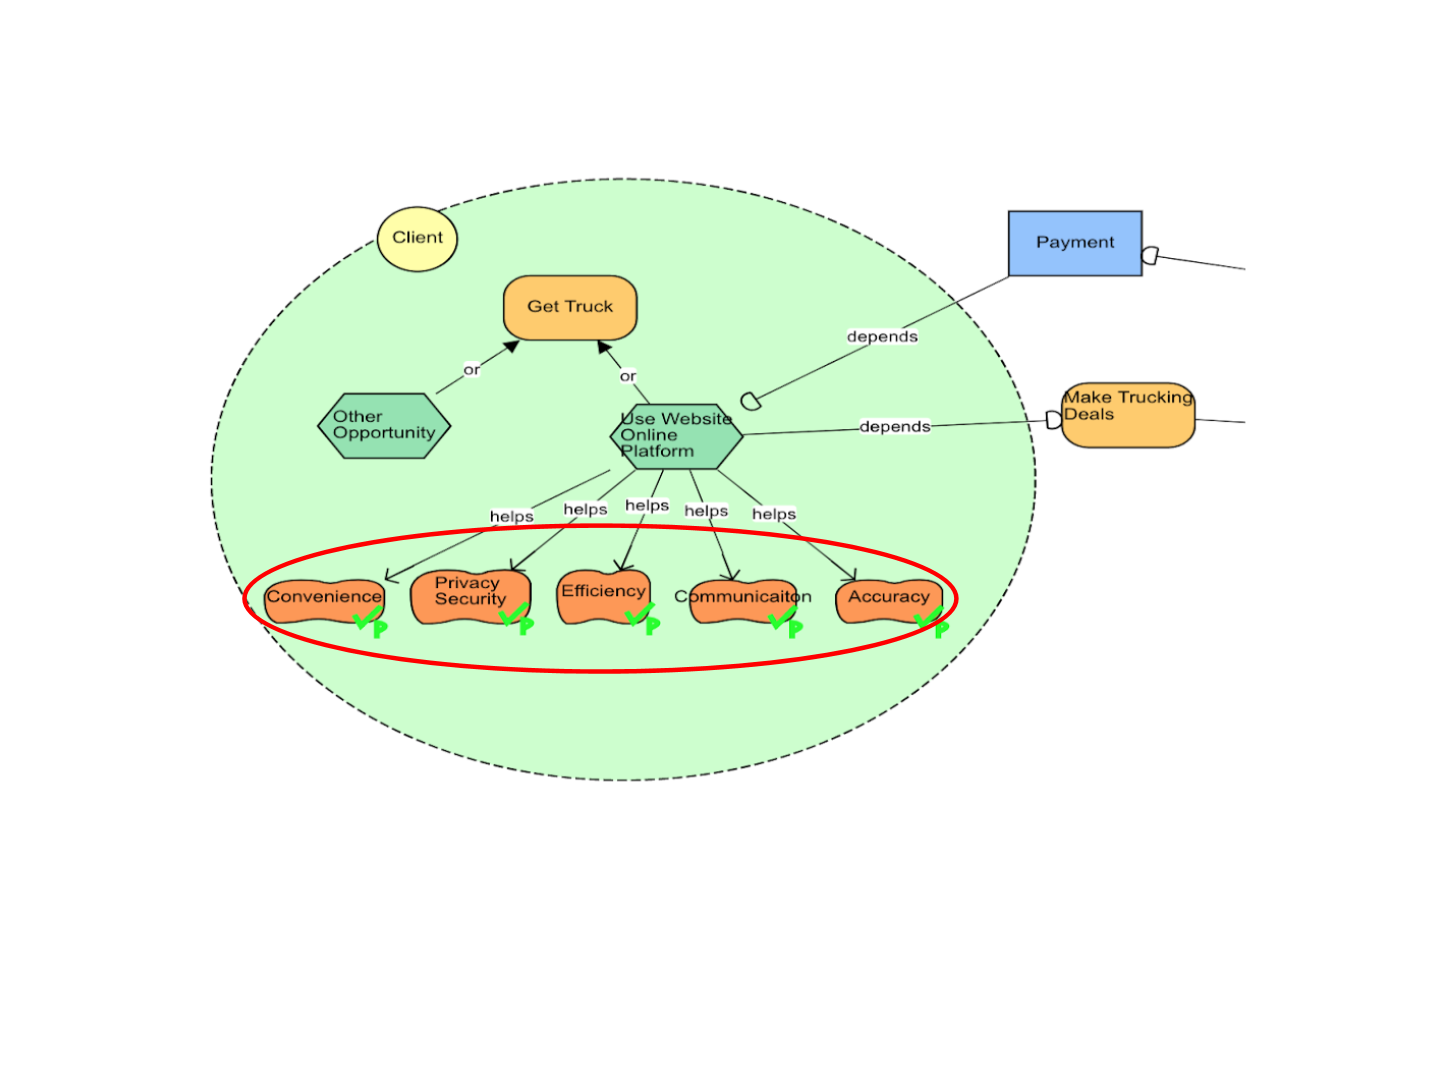 Client
Payment
Get Truck
depends
or
or
Make Trucking
Deals
Other
Opportunity
Use Website
Online
Platform
depends
helps
helps
helps
helps
helps
Convenience
Privacy
Security
Efficiency
Communicaiton
Accuracy
P
P
P
P
P